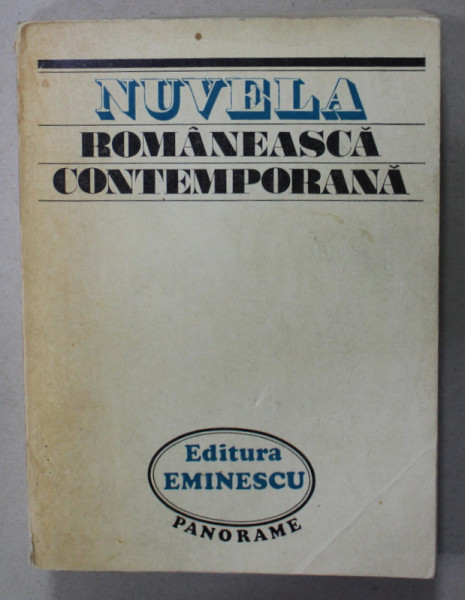 NUVELA
ROMÂNEASCĂ
CONTEMPORANĂ
Editura
EMINESCU
PANORAME